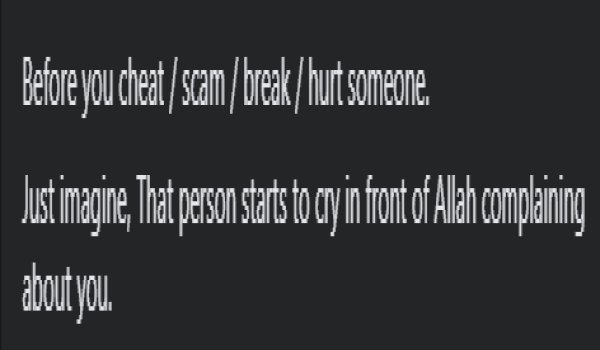 Before you cheat / scam / break / hurt someone.
Just imagine, That person starts to cry in front of Allah complaining
about you.